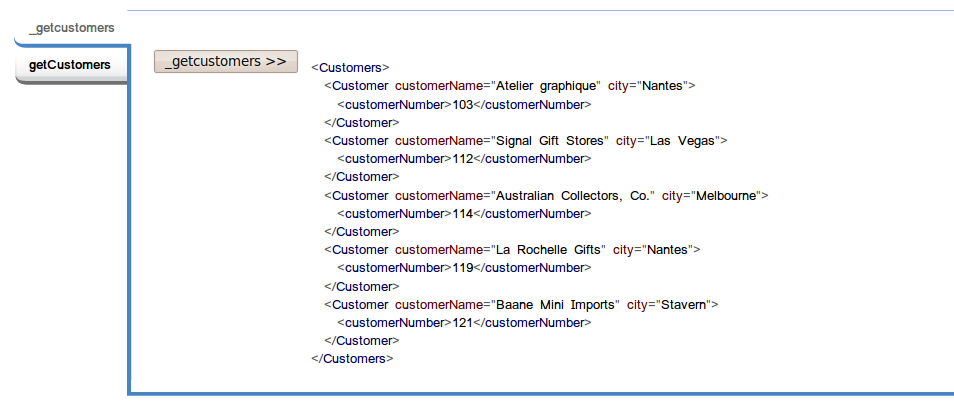 _getcustomers
getCustomers
_getcustomers >>
<Customers>
<Customer customerName="Atelier graphique" city="Nantes">
<customerNumber>103</customerNumber>
</Customer>
<Customer customerName="Signal Gift Stores" city="Las Vegas">
<customerNumber>112</customerNumber>
</Customer>
<Customer customerName="Australian Collectors, Co." city="Melbourne">
<customerNumber>114</customerNumber>
</Customer>
<Customer customerName="La Rochelle Gifts" city="Nantes">
<customerNumber>119</customerNumber>
</Customer>
<Customer customerName="Baane Mini Imports" city="Stavern">
<customerNumber>121</customerNumber>
</Customer>
</Customers>